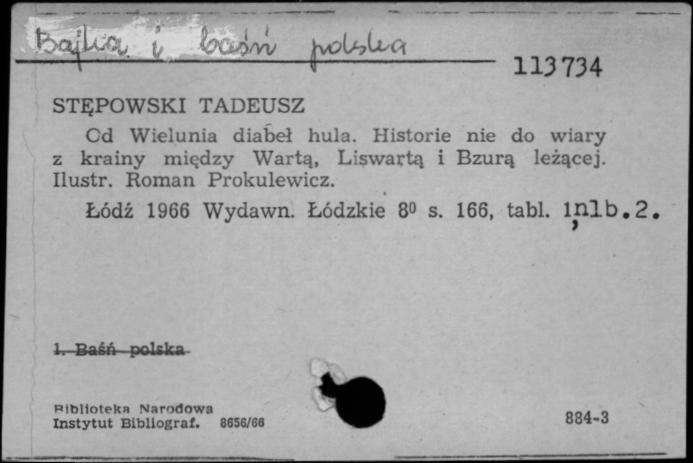 Bajka i baśń polska
113734
STĘPOWSKI TADEUSZ
Od Wielunia diabeł hula. Historie nie do wiary
z krainy między Wartą, Liswartą i Bzurą leżącej.
Ilustr. Roman Prokulewicz.
Łódź 1966 Wydawn. Łódzkie 8⁰ s. 166, tabl. 1, nlb.2.
1. Baśń polska
Biblioteka Narodowa
Instytut Bibliograf. 8656/66
884-3